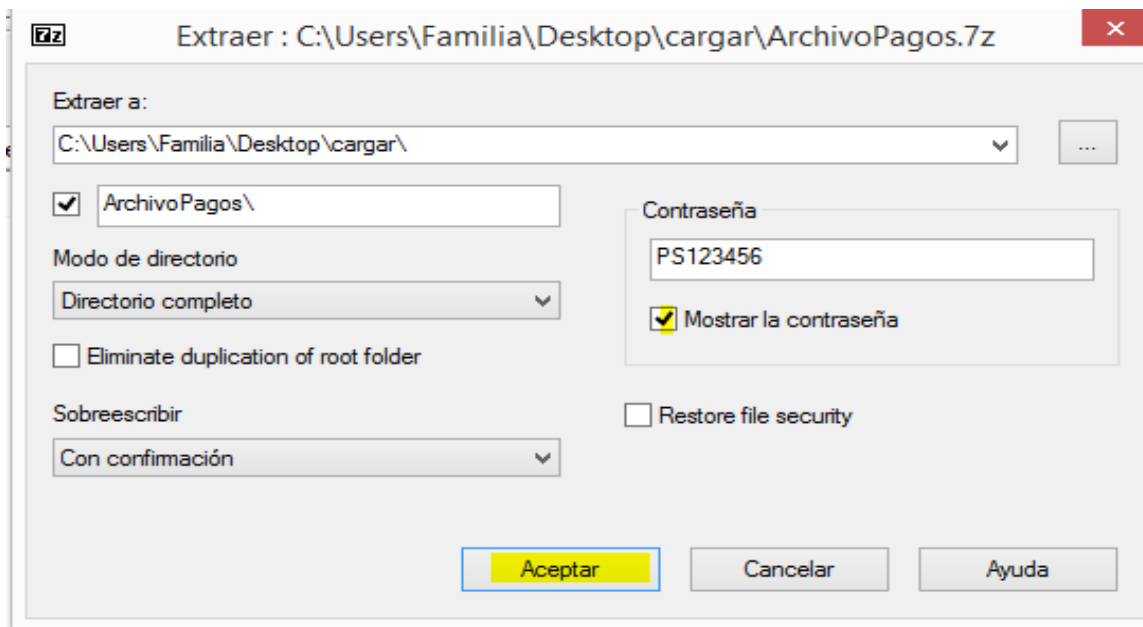 7z Extraer : C:\Users\Familia\Desktop\cargar\ArchivoPagos.7z
Extraer a:
C:\Users\Familia\Desktop\cargar\
...
ArchivoPagos\
Contraseña
PS123456
Modo de directorio
Directorio completo
Mostrar la contraseña
Eliminate duplication of root folder
Sobreescribir
Restore file security
Con confirmación
Aceptar Cancelar Ayuda